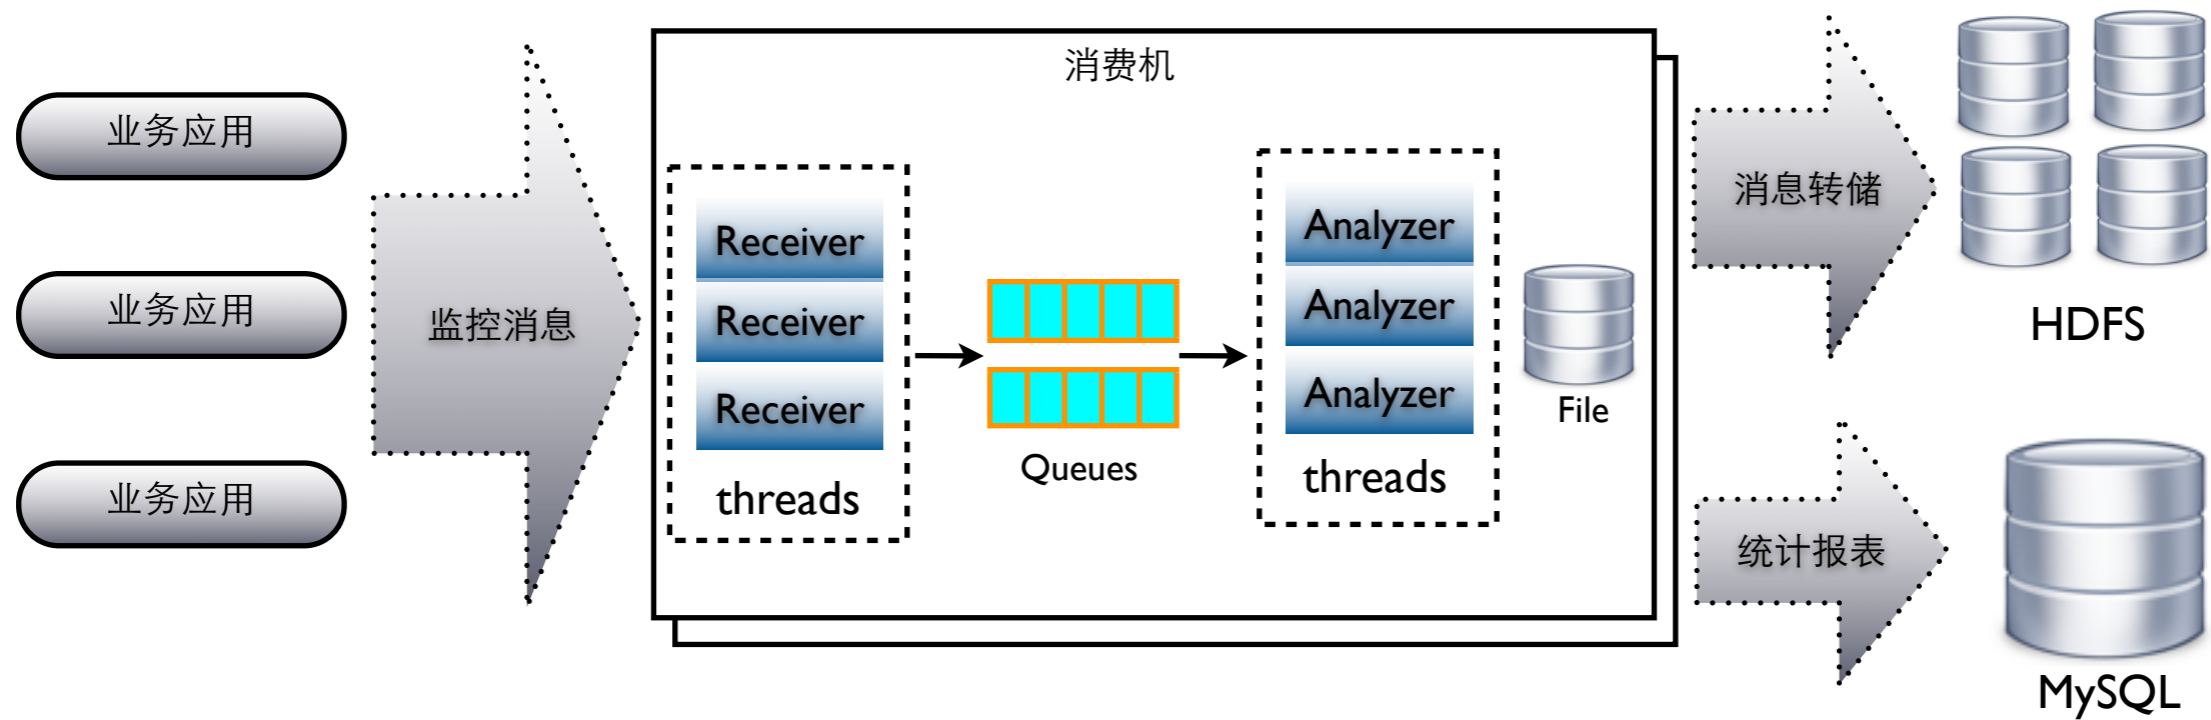 业务应用
业务应用
业务应用
监控消息
消费机
Receiver
Receiver
Receiver
threads
Queues
Analyzer
Analyzer
Analyzer
threads
File
消息转储
HDFS
统计报表
MySQL